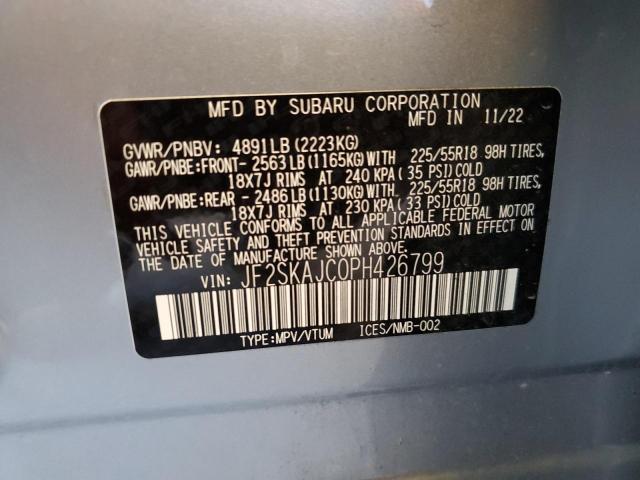 MFD BY SUBARU CORPORATION
MFD IN 11/22
GVWR/PNBV: 4891LB(2223KG)
GAWR/PNBE:FRONT-2563LB(1165KG)WITH 225/55R18 98H TIRES,
18X7J RIMS AT 240 KPA(35 PSI)COLD
GAWR/PNBE:REAR -2486LB(1130KG)WITH 225/55R18 98H TIRES,
18X7J RIMS AT 230 KPA(33 PSI)COLD
THIS VEHICLE CONFORMS TO ALL APPLICABLE FEDERAL MOTOR
VEHICLE SAFETY AND THEFT PREVENTION STANDARDS IN EFFECT ON
THE DATE OF MANUFACTURE SHOWN ABOVE.
VIN: JF2SKAJC0PH426799
TYPE:MPV/VTUM ICES/NMB-002